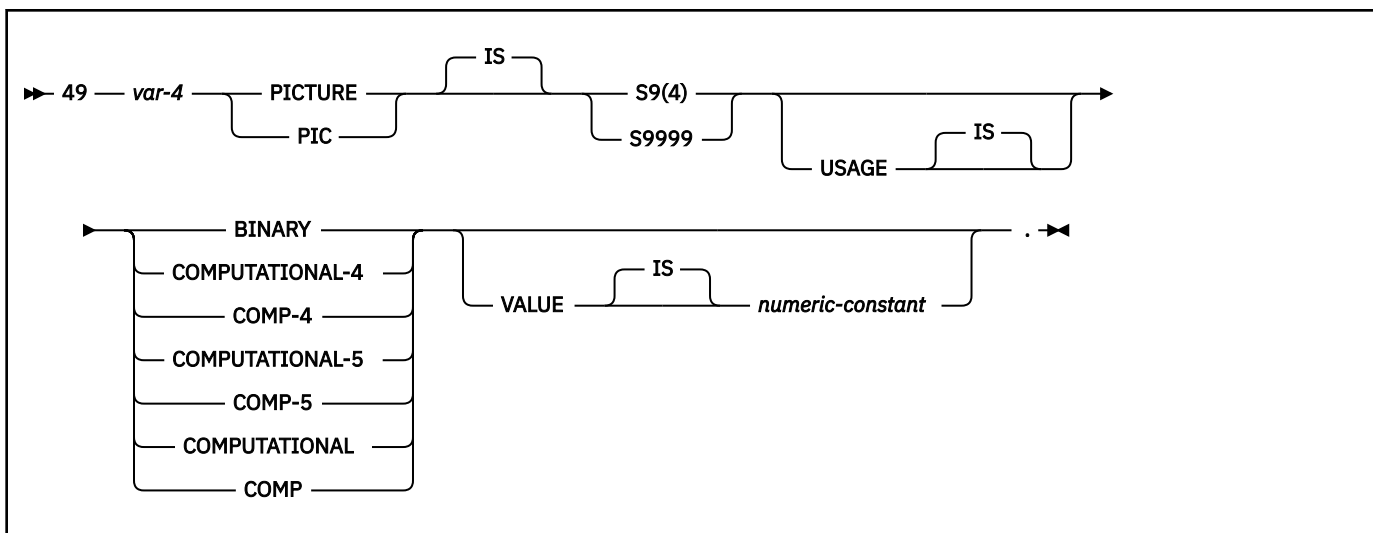 IS
49 var-4 PICTURE S9(4)
PIC S9999
IS
USAGE
BINARY .
COMPUTATIONAL-4 IS
COMP-4 VALUE numeric-constant
COMPUTATIONAL-5
COMP-5
COMPUTATIONAL
COMP